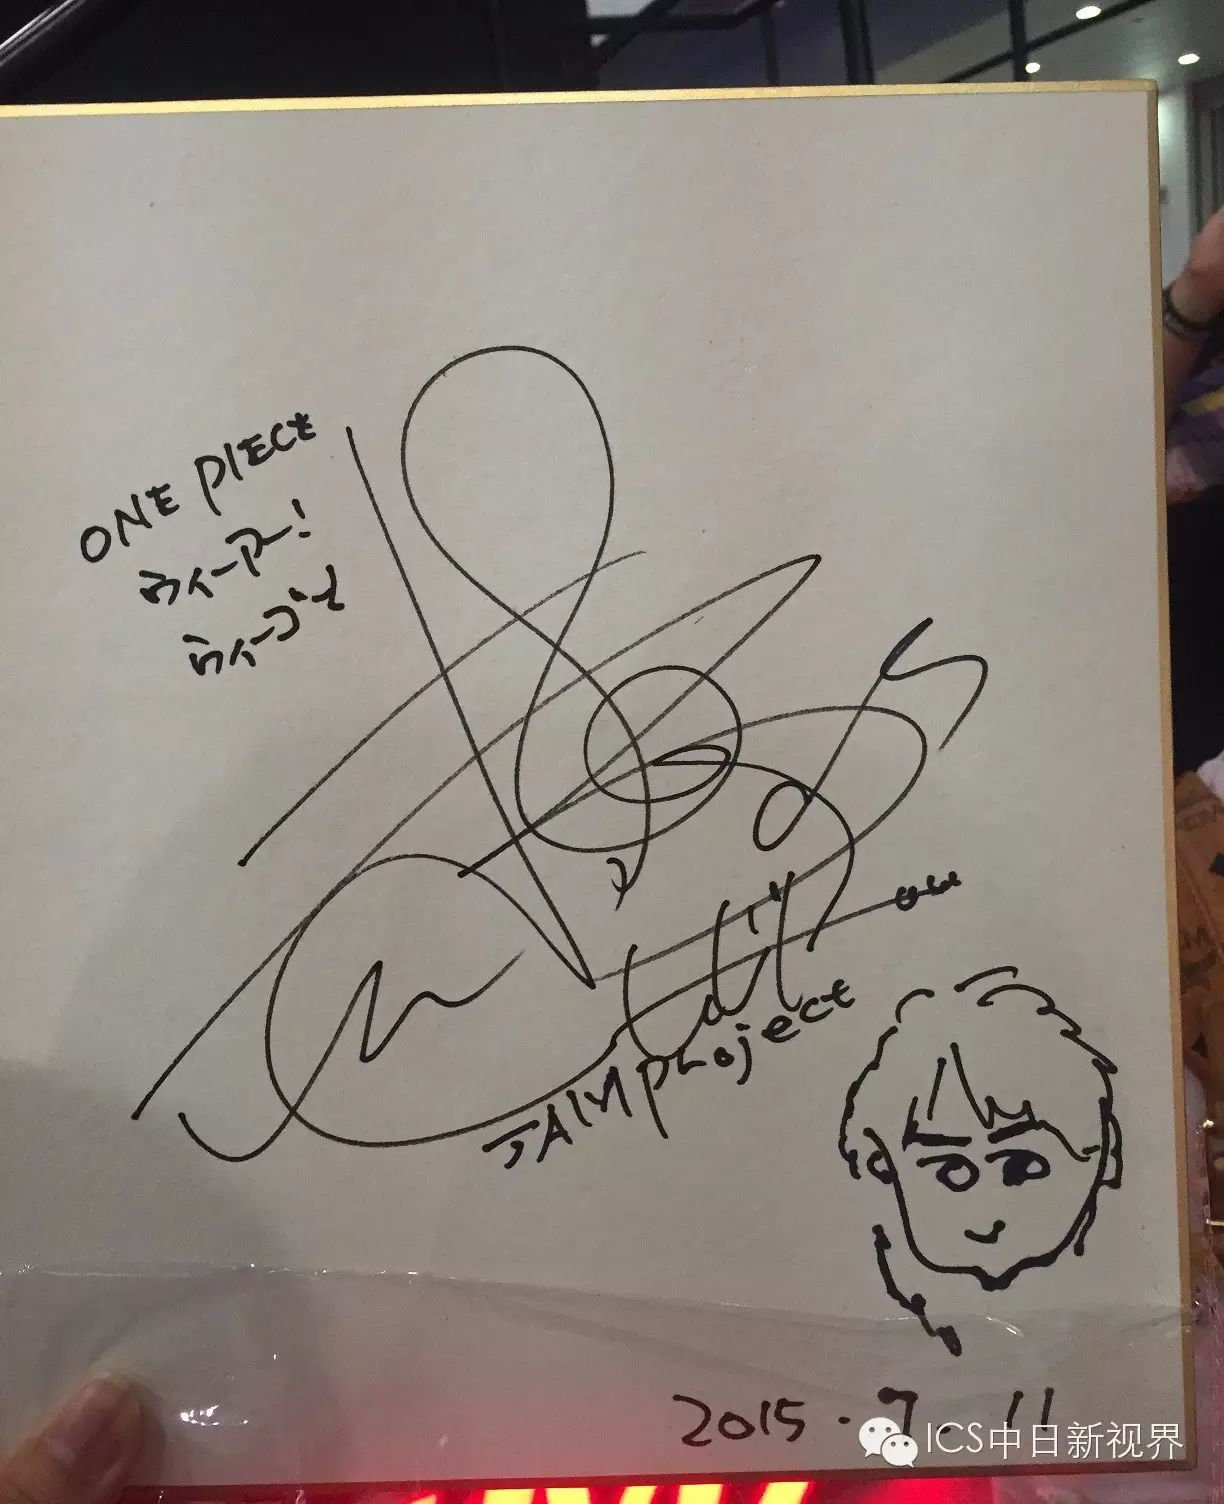 ONE PIECE
ウィーアー!
ウィーゴー
JAM Project
2015.7.11
ICS中日新视界